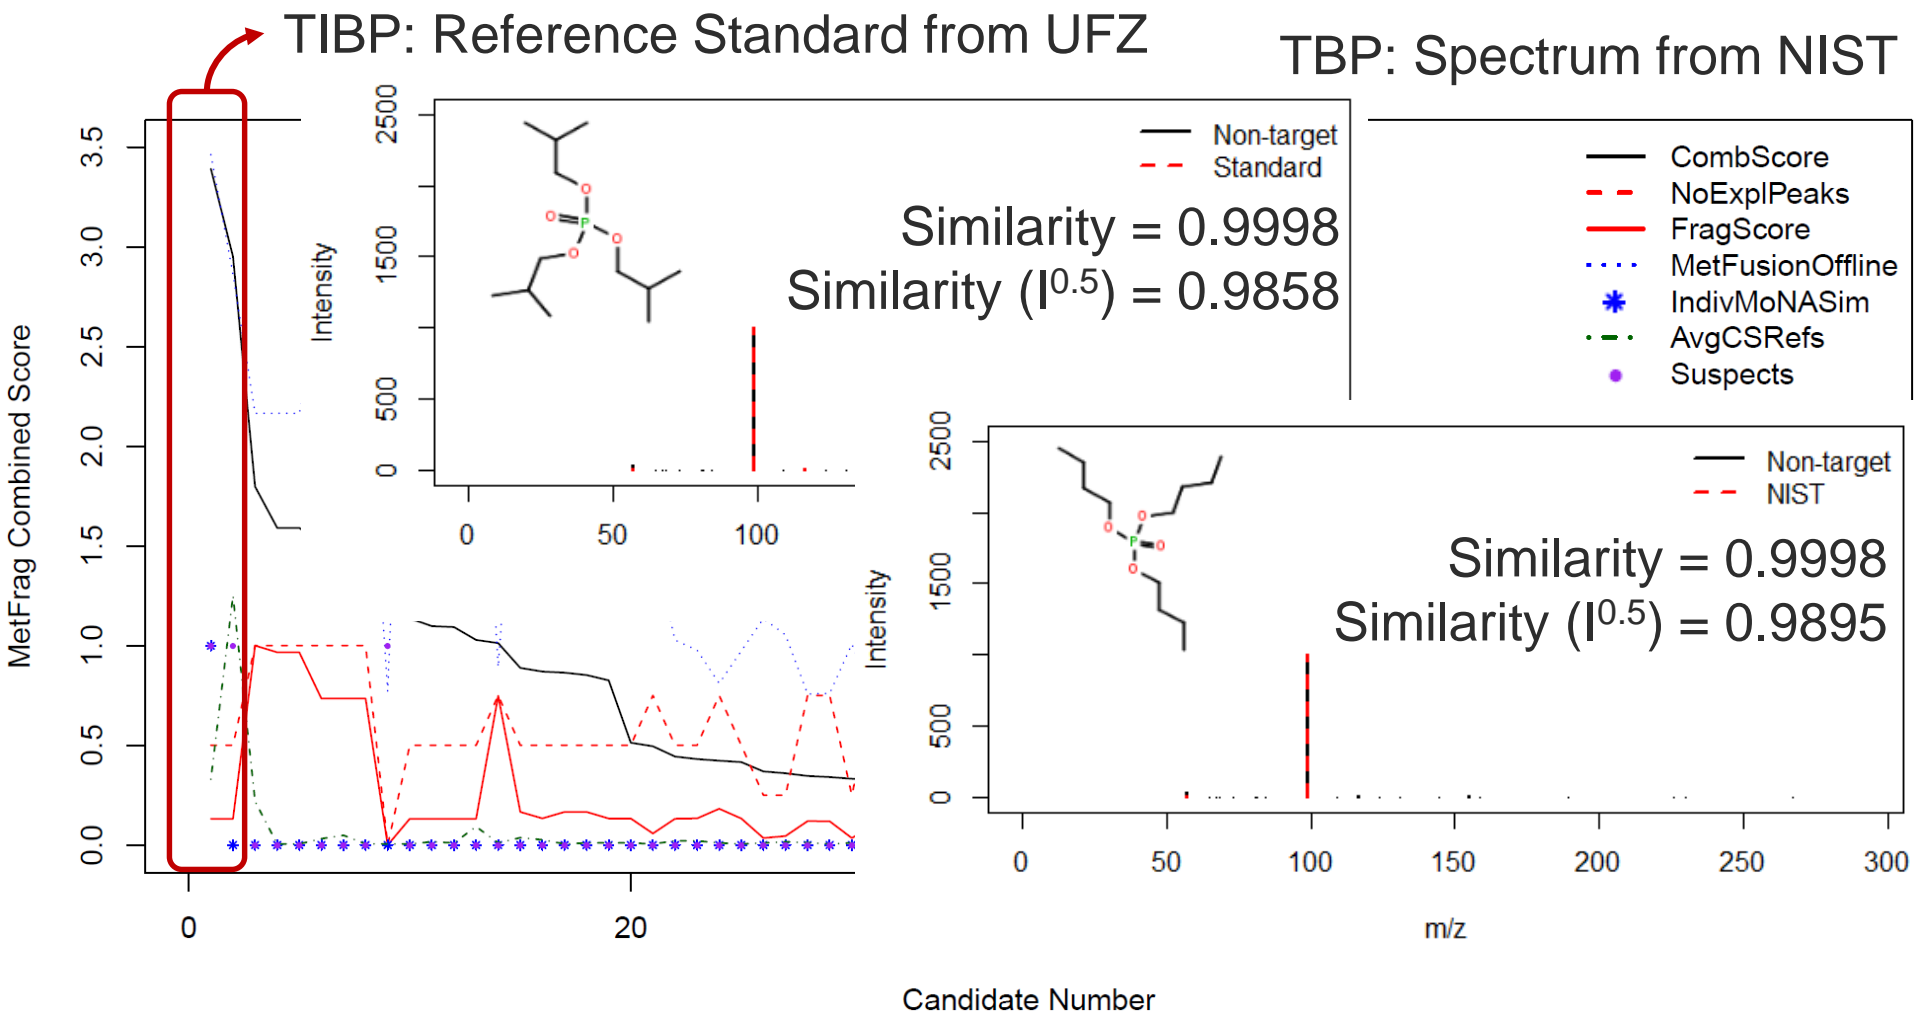 TIBP: Reference Standard from UFZ
TBP: Spectrum from NIST
MetFrag Combined Score
3.5
3.0
2.5
2.0
1.5
1.0
0.5
0.0
0
20
Candidate Number
Intensity
2500
1500
500
0
0
50
100
Non-target
Standard
Similarity = 0.9998
Similarity (I^0.5) = 0.9858
O
O
P
O
O
CombScore
NoExplPeaks
FragScore
MetFusionOffline
IndivMoNASim
AvgCSRefs
Suspects
Intensity
2500
1500
500
0
Non-target
NIST
Similarity = 0.9998
Similarity (I^0.5) = 0.9895
O
O
P
O
O
0
50
100
150
200
250
300
m/z